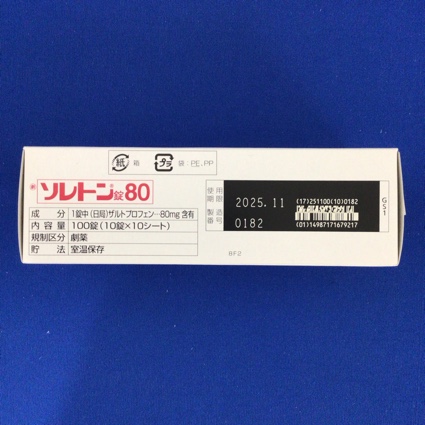 紙 箱 プラ 袋:PE,PP
ソレトン®錠80
成分 1錠中(日局)ザルトプロフェン…80mg 含有
内容量 100錠(10錠×10シート)
規制区分 劇薬
貯法 室温保存
使用期限 2025.11
製造番号 0182
(17)251100(10)0182
(01)14987171679217
GS1
BF2